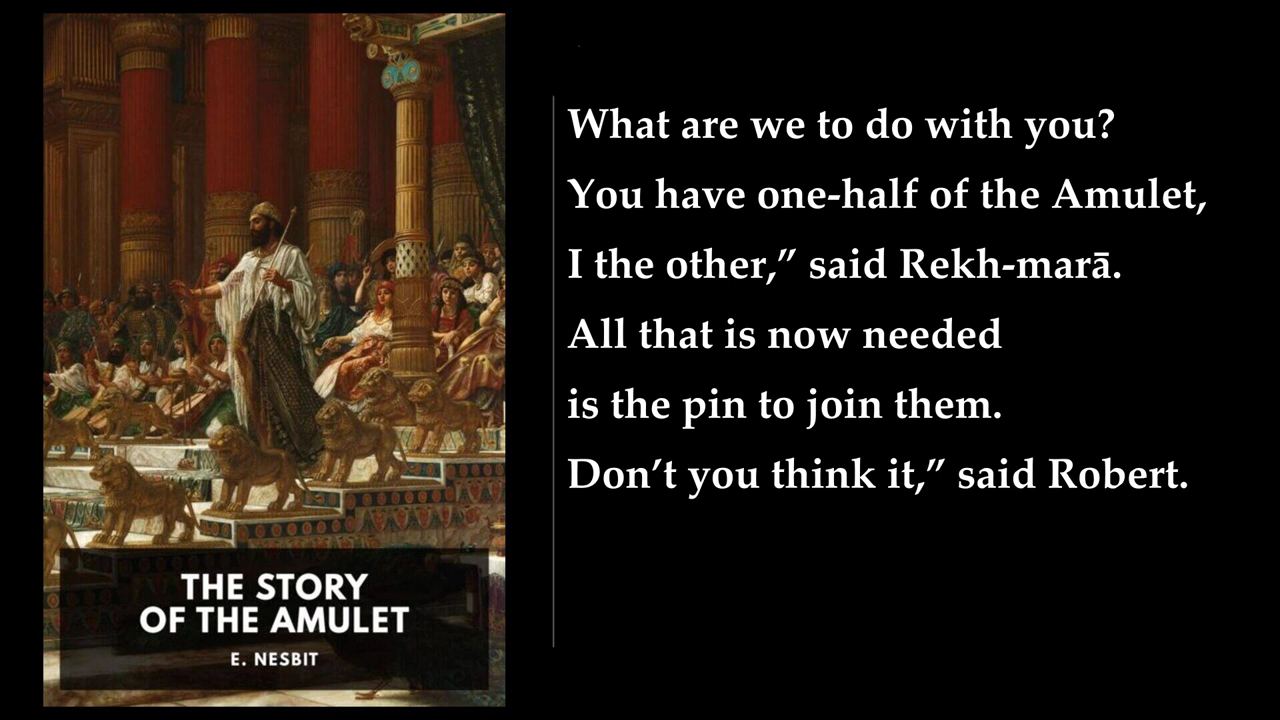 THE STORY
OF THE AMULET
E. NESBIT
What are we to do with you?
You have one-half of the Amulet,
I the other,” said Rekh-marā.
All that is now needed
is the pin to join them.
Don’t you think it,” said Robert.